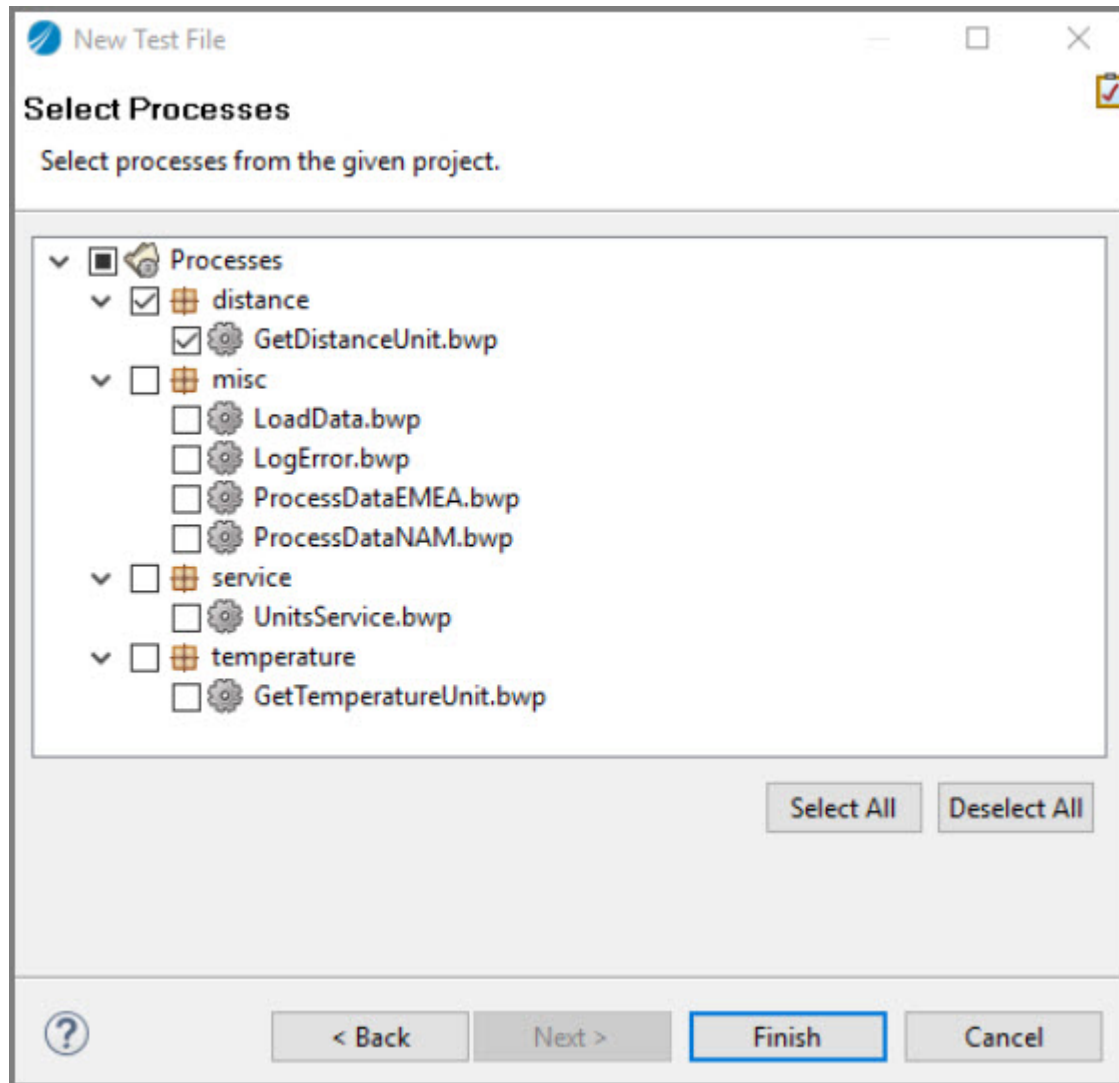 New Test File
Select Processes
Select processes from the given project.
Processes
distance
GetDistanceUnit.bwp
misc
LoadData.bwp
LogError.bwp
ProcessDataEMEA.bwp
ProcessDataNAM.bwp
service
UnitsService.bwp
temperature
GetTemperatureUnit.bwp
Select All Deselect All
? < Back Next > Finish Cancel